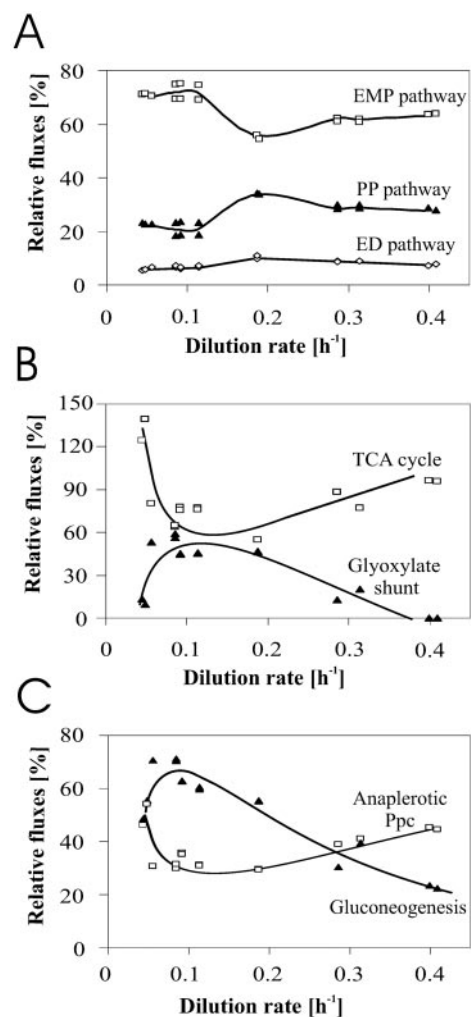 A
Relative fluxes [%]
80
60
40
20
0
EMP pathway
PP pathway
ED pathway
0 0.1 0.2 0.3 0.4
Dilution rate [h-1]
B
Relative fluxes [%]
150
120
90
60
30
0
TCA cycle
Glyoxylate
shunt
0 0.1 0.2 0.3 0.4
Dilution rate [h-1]
C
Relative fluxes [%]
80
60
40
20
0
Anaplerotic
Ppc
Gluconeogenesis
0 0.1 0.2 0.3 0.4
Dilution rate [h-1]